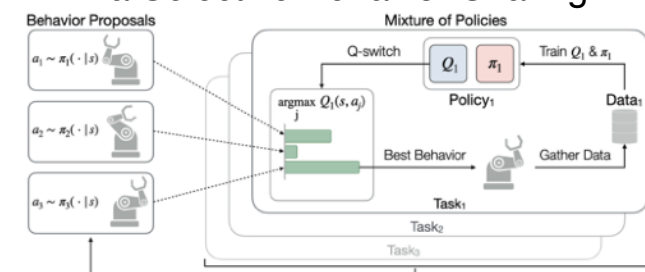 Behavior Proposals
Mixture of Policies
a₁ ~ π₁( · | s)
a₂ ~ π₂( · | s)
a₃ ~ π₃( · | s)
Q-switch
Q₁
π₁
Train Q₁ & π₁
Policy₁
Data₁
argmax Q₁(s, aⱼ)
j
Best Behavior
Gather Data
Task₁
Task₂
Task₃